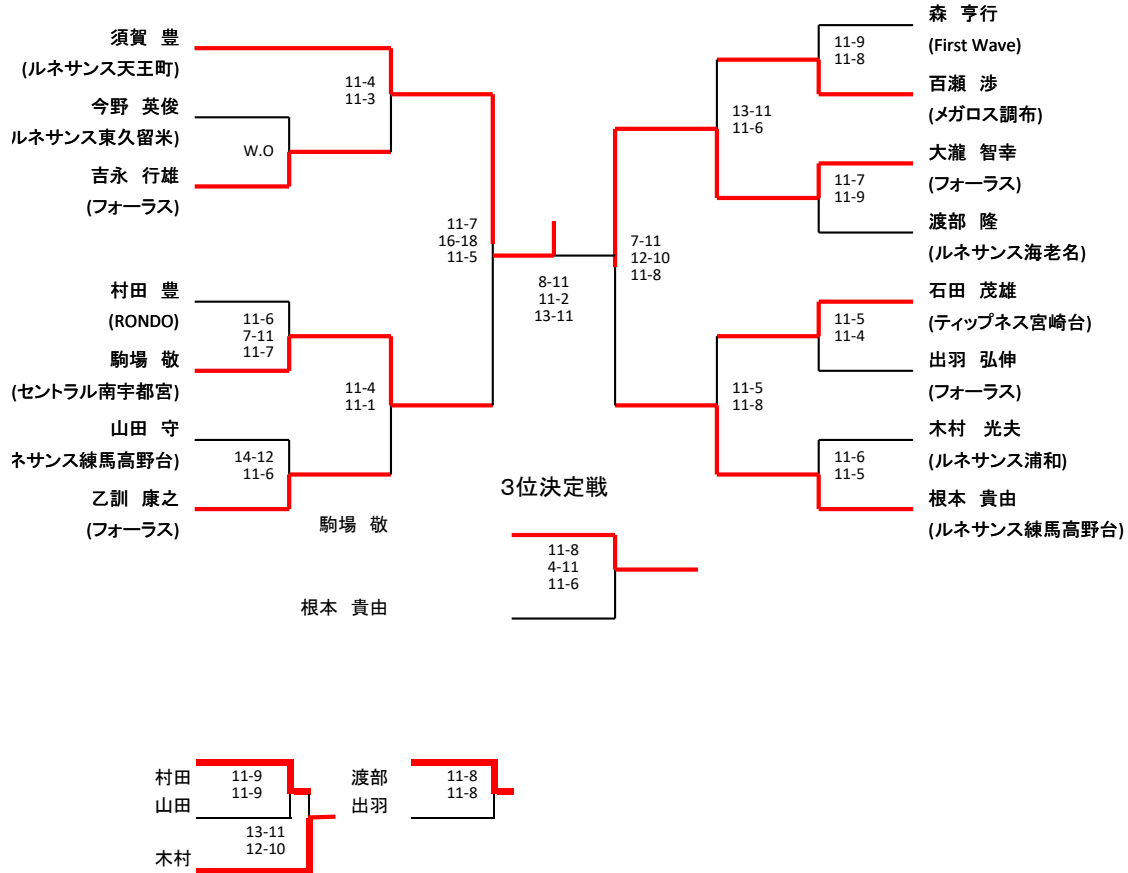 須賀 豊
(ルネサンス天王町)
11-4
11-3
今野 英俊
ルネサンス東久留米)
W.O
吉永 行雄
(フォーラス)
11-7
16-18
11-5
村田 豊
(RONDO)
11-6
7-11
11-7
駒場 敬
(セントラル南宇都宮)
11-4
11-1
山田 守
ネサンス練馬高野台)
14-12
11-6
乙訓 康之
(フォーラス)
8-11
11-2
13-11
森 亨行
(First Wave)
11-9
11-8
百瀬 渉
(メガロス調布)
13-11
11-6
大瀧 智幸
(フォーラス)
11-7
11-9
渡部 隆
(ルネサンス海老名)
7-11
12-10
11-8
石田 茂雄
(ティップネス宮崎台)
11-5
11-4
出羽 弘伸
(フォーラス)
11-5
11-8
木村 光夫
(ルネサンス浦和)
11-6
11-5
根本 貴由
(ルネサンス練馬高野台)
3位決定戦
駒場 敬
11-8
4-11
11-6
根本 貴由
村田
11-9
11-9
山田
13-11
12-10
木村
渡部
11-8
11-8
出羽